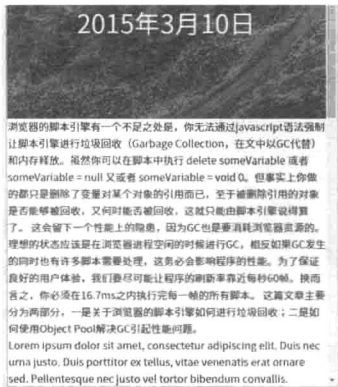 2015年3月10日
浏览器的脚本引擎有一个不足之处是，你无法通过javascript语法强制
让脚本引擎进行垃圾回收（Garbage Collection，在文中以GC代替）
和内存释放。虽然你可以在脚本中执行 delete someVariable 或者
someVariable = null 又或者 someVariable = void 0。但事实上你做
的都只是删除了变量对某个对象的引用而已，至于被删除引用的对象
是否能够被回收，又何时能否被回收，这就只能由脚本引擎说得算
了。 这会留下一个性能上的隐患，因为GC也是要消耗浏览器资源的。
理想的状态应该是在浏览器进程空闲的时候进行GC，相反如果GC发生
的同时也有许多脚本需要处理，这务必会影响程序的性能。为了保证
良好的用户体验，我们要尽可能让程序的刷新率靠近每秒60帧。换而
言之，你必须在16.7ms之内执行完每一帧的所有脚本。 这篇文章主要
分为两部分，一是关于浏览器的脚本引擎如何进行垃圾回收；二是如
何使用Object Pool解决GC引起性能问题。
Lorem ipsum dolor sit amet, consectetur adipiscing elit. Duis nec
urna justo. Duis porttitor ex tellus, vitae venenatis erat ornare
sed. Pellentesque nec justo vel tortor bibendum convallis.